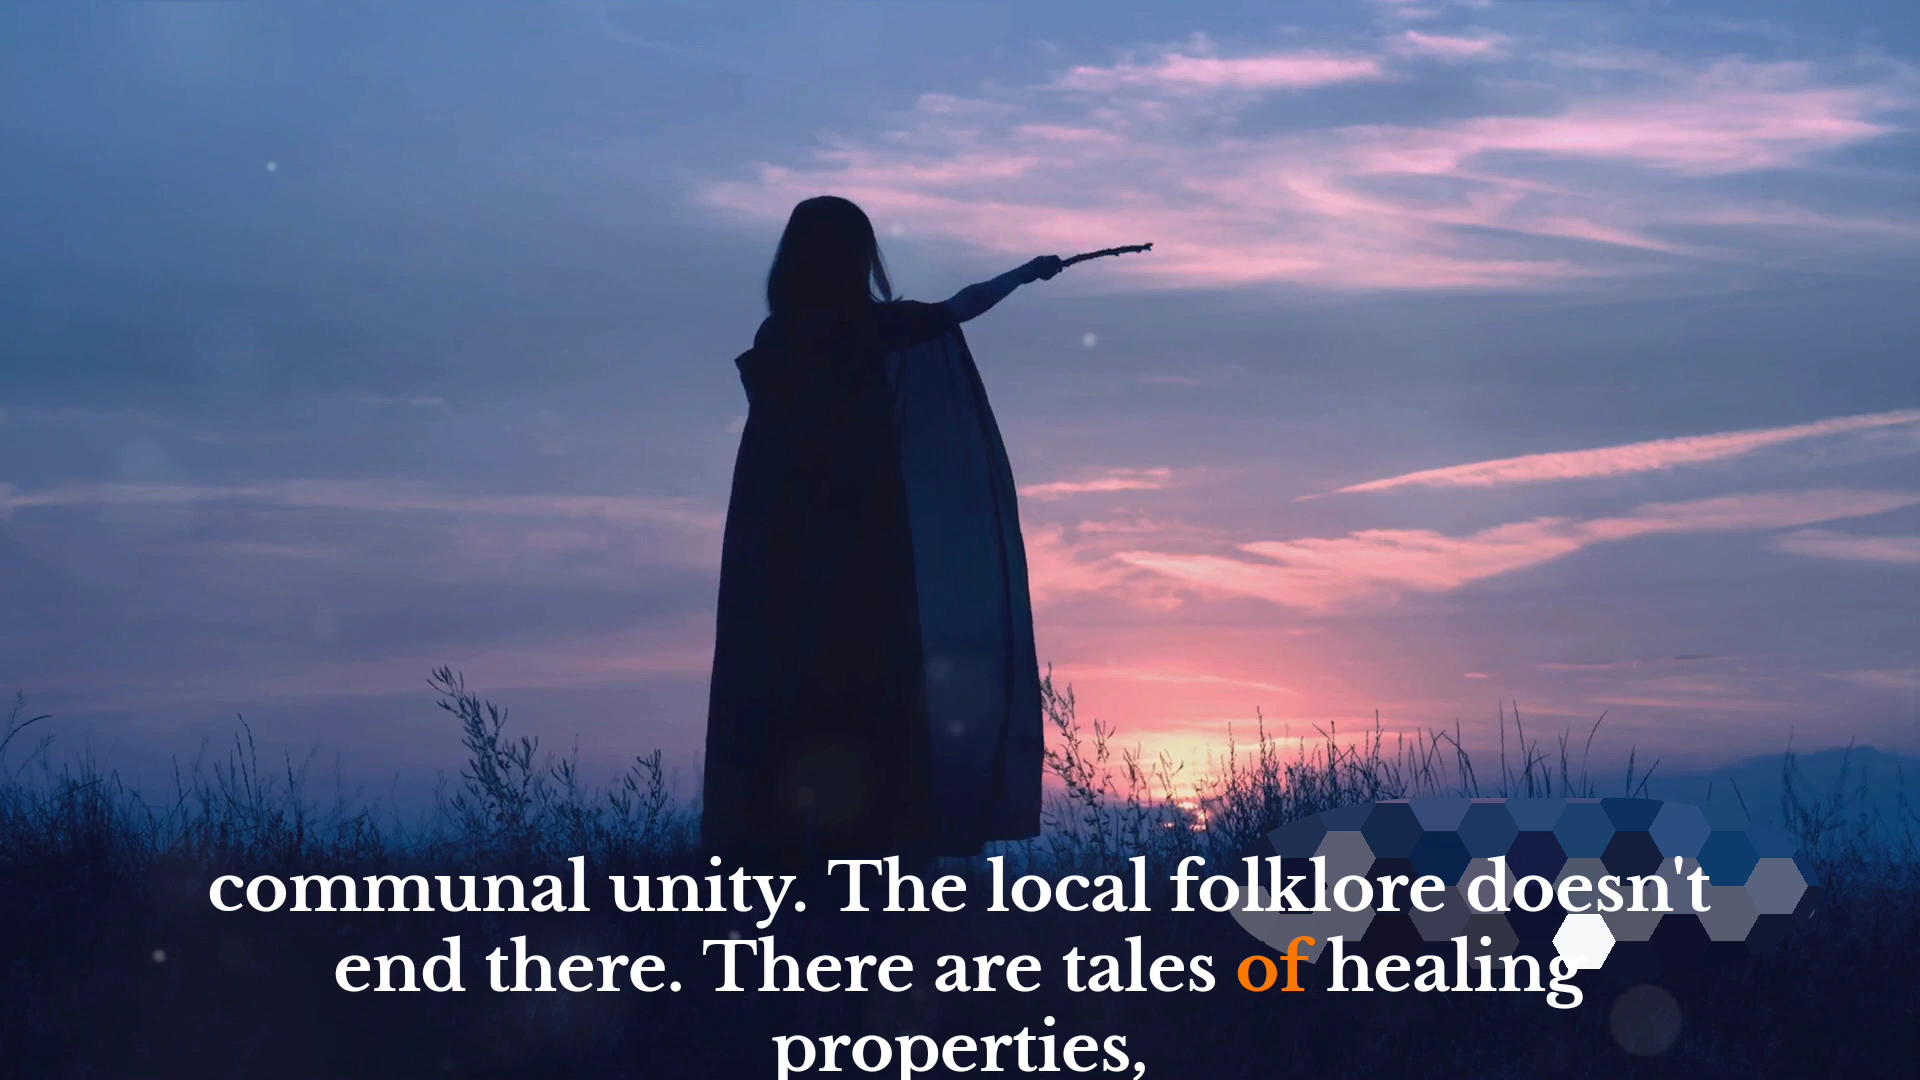 communal unity. The local folklore doesn't
end there. There are tales of healing
properties,